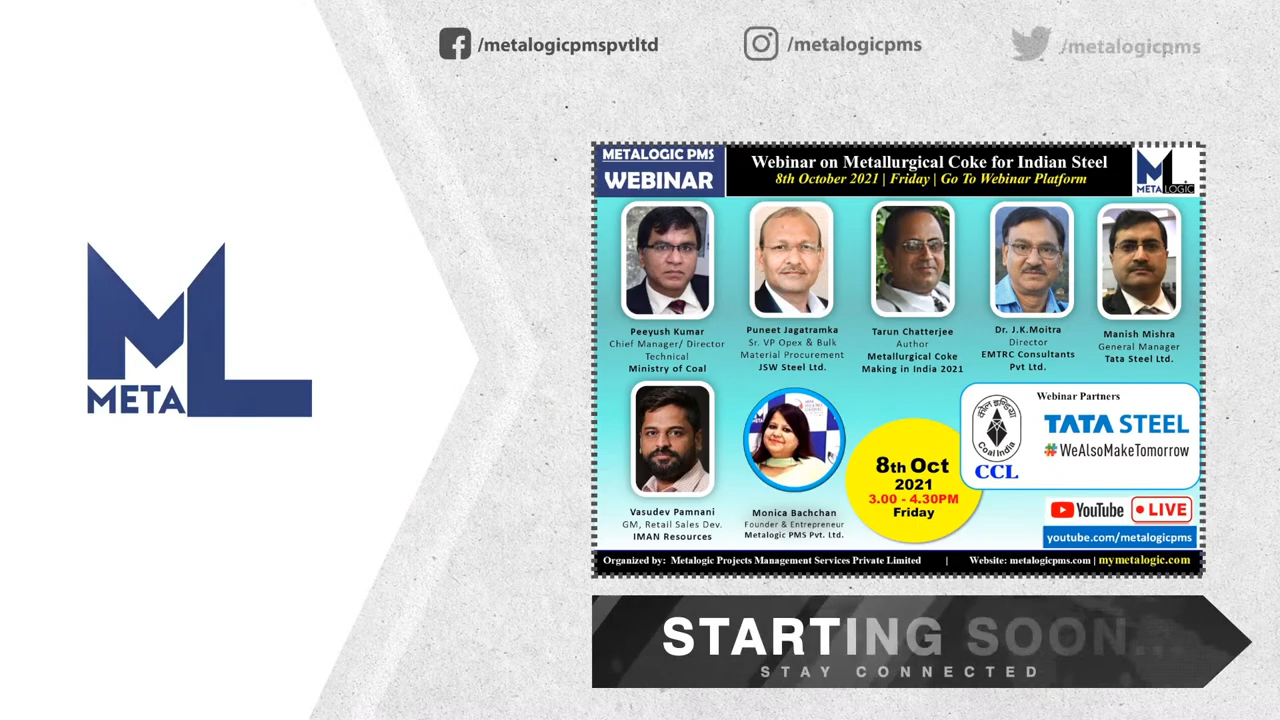 /metalogicpmspvtltd
/metalogicpms
/metalogicpms
METALOGIC PMS
WEBINAR
Webinar on Metallurgical Coke for Indian Steel
8th October 2021 | Friday | Go To Webinar Platform
ML
META LOGIC
Peeyush Kumar
Chief Manager/ Director
Technical
Ministry of Coal
Puneet Jagatramka
Sr. VP Opex & Bulk
Material Procurement
JSW Steel Ltd.
Tarun Chatterjee
Author
Metallurgical Coke
Making in India 2021
Dr. J.K.Moitra
Director
EMTRC Consultants
Pvt Ltd.
Manish Mishra
General Manager
Tata Steel Ltd.
ML
META
Vasudev Pamnani
GM, Retail Sales Dev.
IMAN Resources
Monica Bachchan
Founder & Entrepreneur
Metalogic PMS Pvt. Ltd.
8th Oct
2021
3.00 - 4.30PM
Friday
Webinar Partners
कोल इण्डिया
Coal India
CCL
TATA STEEL
#WeAlsoMakeTomorrow
YouTube
LIVE
youtube.com/metalogicpms
Organized by: Metalogic Projects Management Services Private Limited | Website: metalogicpms.com | mymetalogic.com
STARTING SOON...
STAY CONNECTED